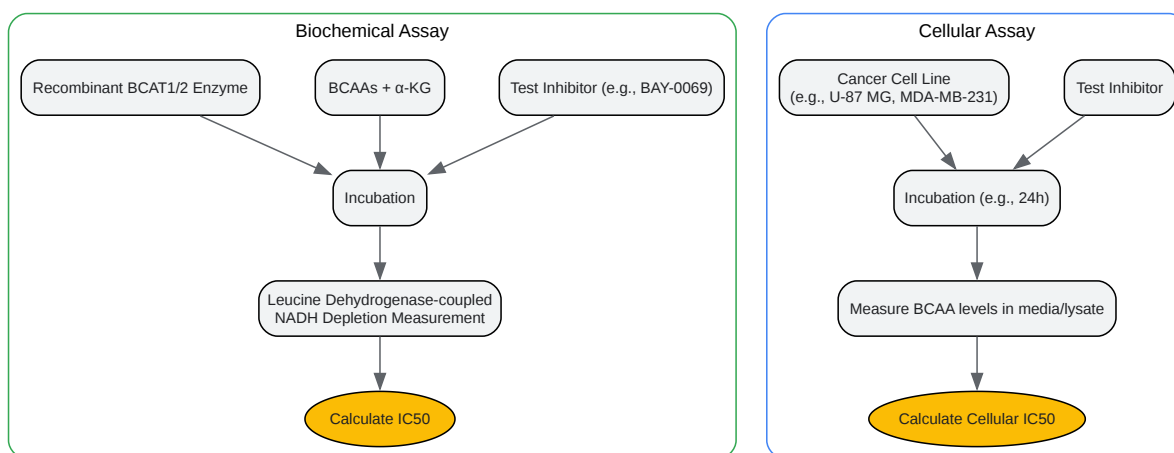 Biochemical Assay
Recombinant BCAT1/2 Enzyme
BCAAs + α-KG
Test Inhibitor (e.g., BAY-0069)
Incubation
Leucine Dehydrogenase-coupled
NADH Depletion Measurement
Calculate IC50
Cellular Assay
Cancer Cell Line
(e.g., U-87 MG, MDA-MB-231)
Test Inhibitor
Incubation (e.g., 24h)
Measure BCAA levels in media/lysate
Calculate Cellular IC50